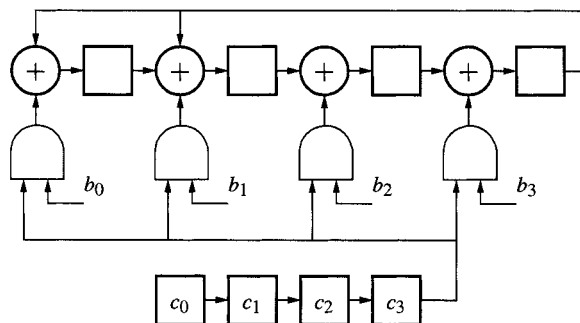 + + + +
b₀ b₁ b₂ b₃
c₀ c₁ c₂ c₃